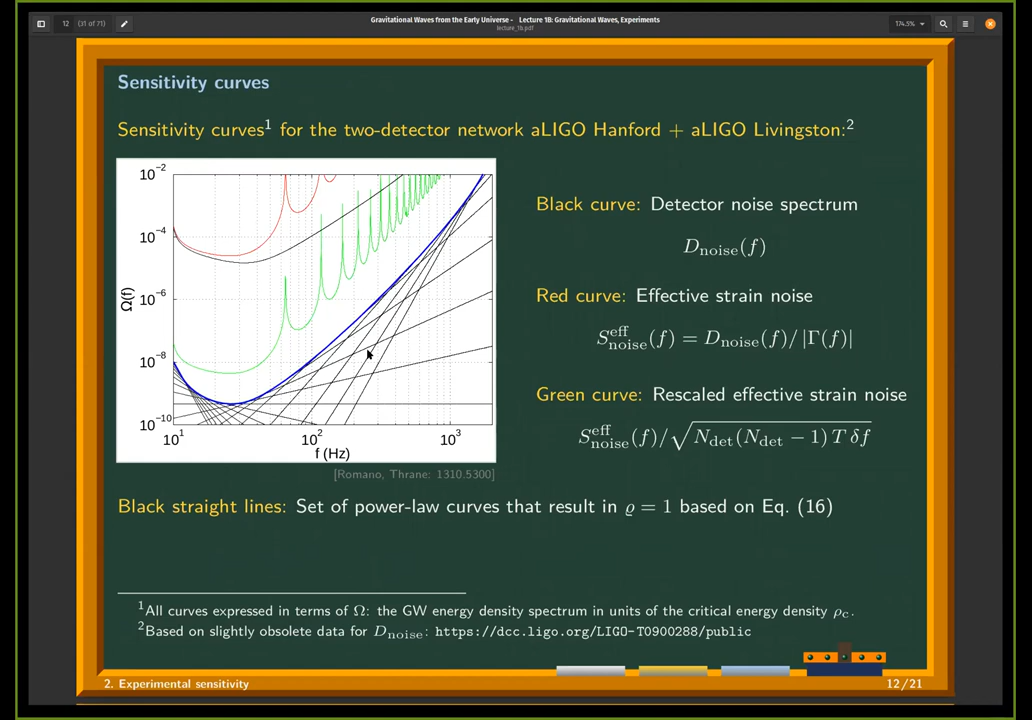 12 (31 of 71)
Gravitational Waves from the Early Universe - Lecture 1B: Gravitational Waves, Experiments
lecture_1b.pdf
174.5%
Sensitivity curves
Sensitivity curves¹ for the two-detector network aLIGO Hanford + aLIGO Livingston:²
10⁻²
10⁻⁴
10⁻⁶
10⁻⁸
10⁻¹⁰
Ω(f)
10¹ 10² 10³
f (Hz)
[Romano, Thrane: 1310.5300]
Black curve: Detector noise spectrum
D_noise(f)
Red curve: Effective strain noise
S^eff_noise(f) = D_noise(f)/|Γ(f)|
Green curve: Rescaled effective strain noise
S^eff_noise(f)/√(N_det(N_det − 1) T δf)
Black straight lines: Set of power-law curves that result in ϱ = 1 based on Eq. (16)
¹All curves expressed in terms of Ω: the GW energy density spectrum in units of the critical energy density ρ_c.
²Based on slightly obsolete data for D_noise: https://dcc.ligo.org/LIGO-T0900288/public
2. Experimental sensitivity 12/21